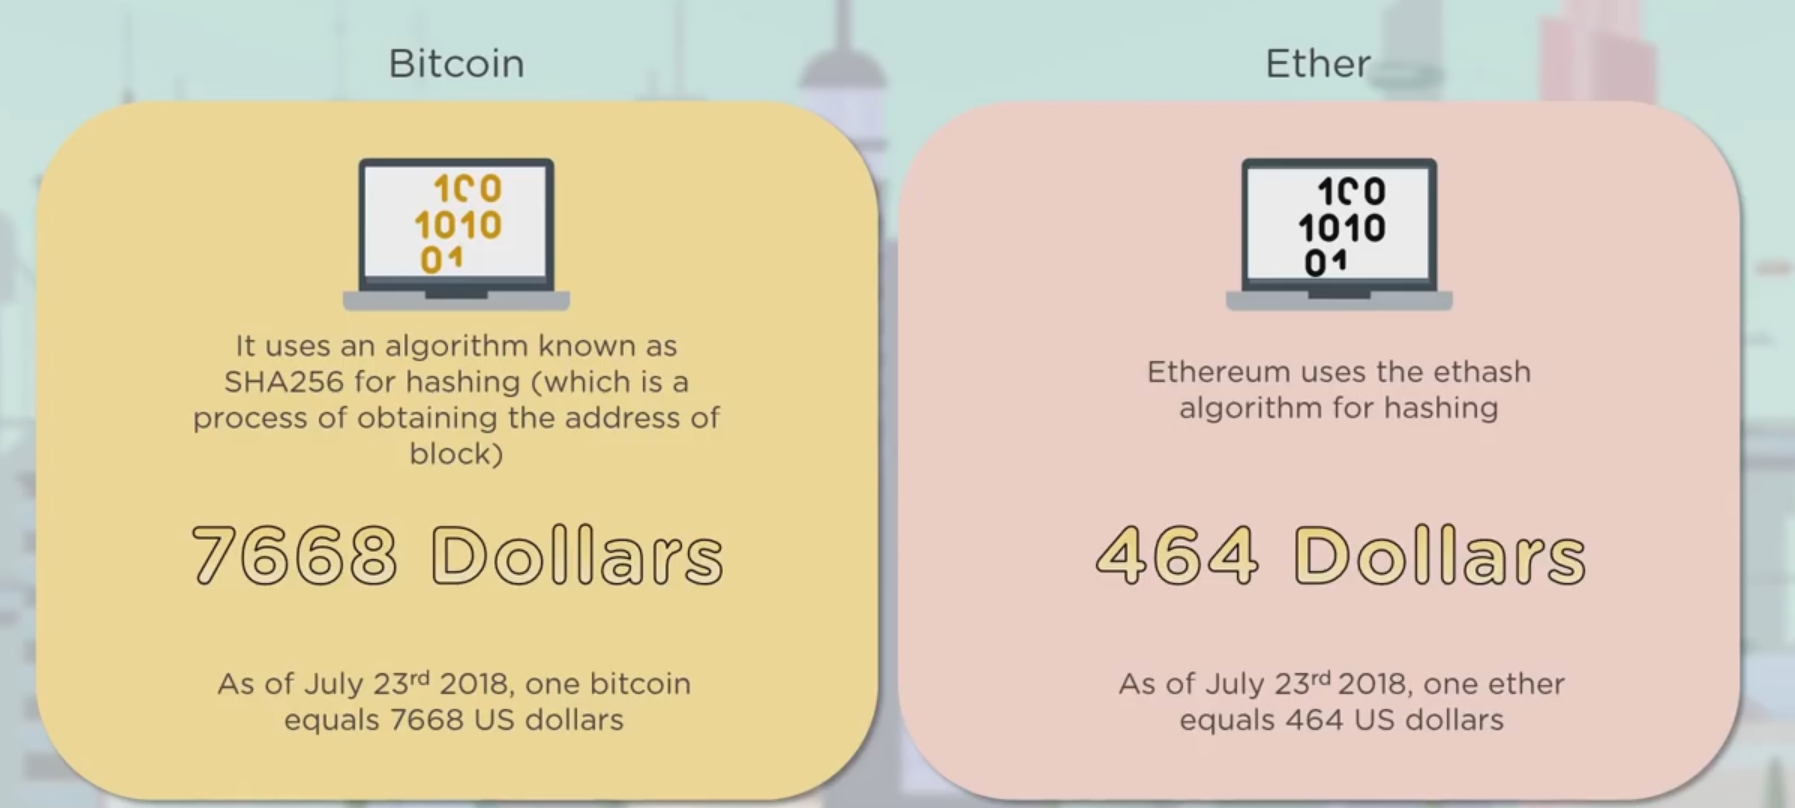 Bitcoin
100
1010
01
It uses an algorithm known as
SHA256 for hashing (which is a
process of obtaining the address of
block)
7668 Dollars
As of July 23rd 2018, one bitcoin
equals 7668 US dollars
Ether
100
1010
01
Ethereum uses the ethash
algorithm for hashing
464 Dollars
As of July 23rd 2018, one ether
equals 464 US dollars